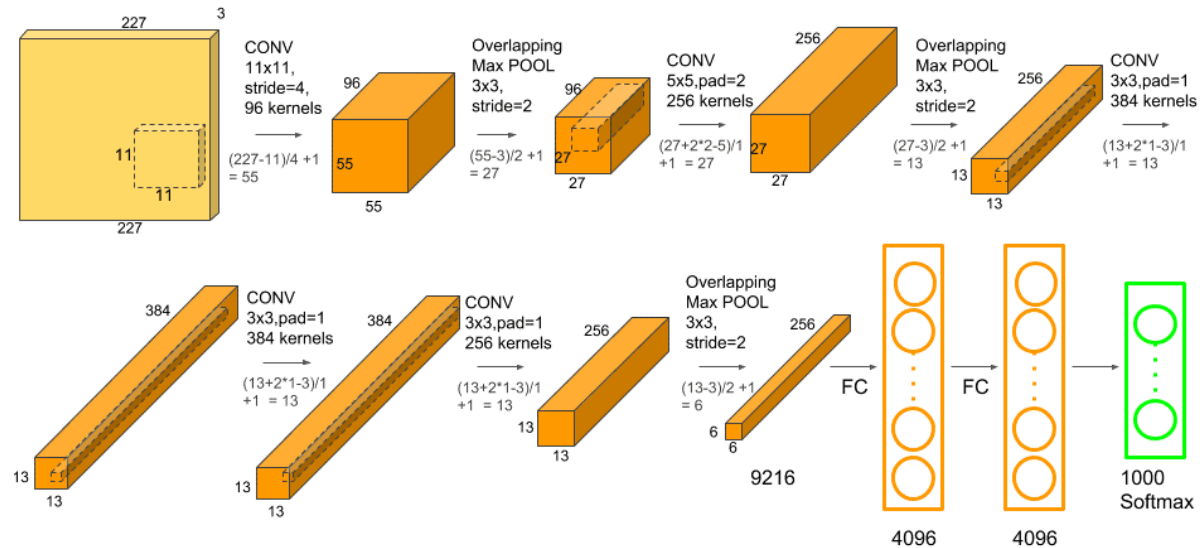 227
3
11
11
227
CONV
11x11,
stride=4,
96 kernels
(227-11)/4 +1
= 55
96
55
55
Overlapping
Max POOL
3x3,
stride=2
(55-3)/2 +1
= 27
96
27
27
CONV
5x5,pad=2
256 kernels
(27+2*2-5)/1
+1 = 27
256
27
27
Overlapping
Max POOL
3x3,
stride=2
(27-3)/2 +1
= 13
256
13
13
CONV
3x3,pad=1
384 kernels
(13+2*1-3)/1
+1 = 13
384
13
13
CONV
3x3,pad=1
384 kernels
(13+2*1-3)/1
+1 = 13
384
13
13
CONV
3x3,pad=1
256 kernels
(13+2*1-3)/1
+1 = 13
256
13
13
Overlapping
Max POOL
3x3,
stride=2
(13-3)/2 +1
= 6
256
6
6
9216
FC
4096
FC
4096
1000
Softmax